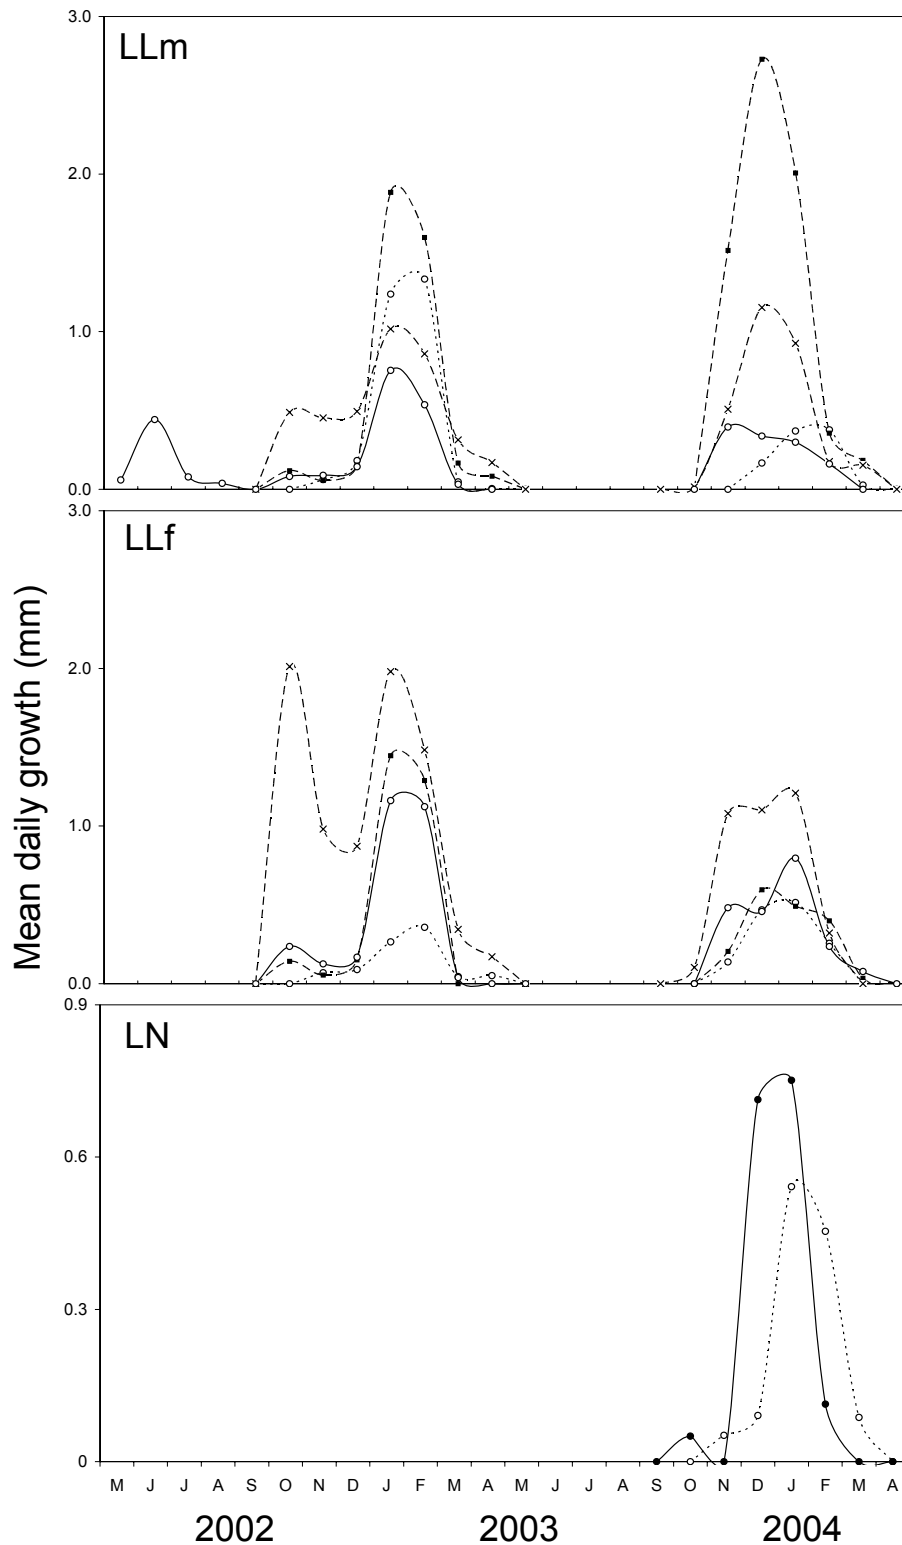 3.0
LLm
2.0
1.0
0.0
3.0
LLf
2.0
1.0
0.0
Mean daily growth (mm)
0.9
LN
0.6
0.3
0
M J J A S O N D J F M A M J J A S O N D J F M A
2002 2003 2004